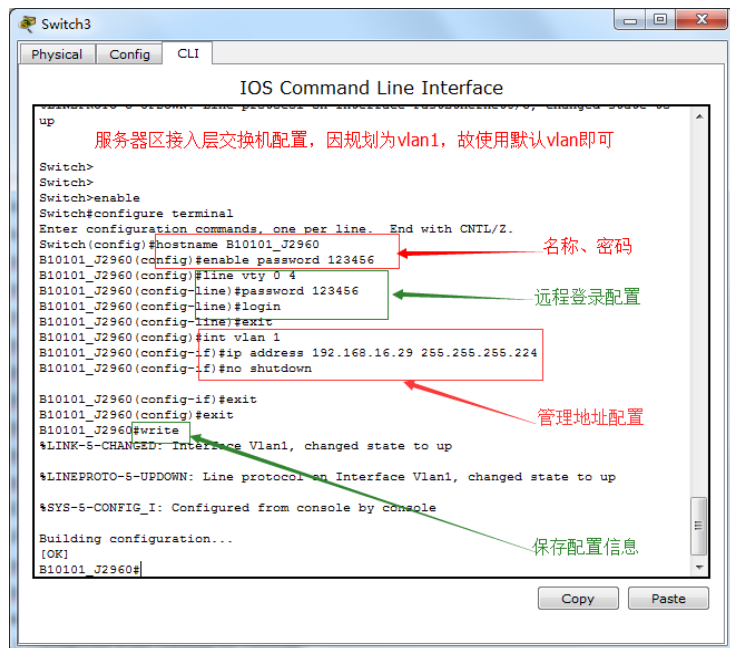 Switch3
Physical Config CLI
IOS Command Line Interface
up
服务器区接入层交换机配置，因规划为vlan1，故使用默认vlan即可
Switch>
Switch>
Switch>enable
Switch#configure terminal
Enter configuration commands, one per line. End with CNTL/Z.
Switch(config)#hostname B10101_J2960
名称、密码
B10101_J2960(config)#enable password 123456
B10101_J2960(config)#line vty 0 4
B10101_J2960(config-line)#password 123456
远程登录配置
B10101_J2960(config-line)#login
B10101_J2960(config-line)#exit
B10101_J2960(config)#int vlan 1
B10101_J2960(config-if)#ip address 192.168.16.29 255.255.255.224
B10101_J2960(config-if)#no shutdown
B10101_J2960(config-if)#exit
管理地址配置
B10101_J2960(config)#exit
B10101_J2960#write
%LINK-5-CHANGED: Interface Vlan1, changed state to up
%LINEPROTO-5-UPDOWN: Line protocol on Interface Vlan1, changed state to up
%SYS-5-CONFIG_I: Configured from console by console
Building configuration...
保存配置信息
[OK]
B10101_J2960#
Copy Paste